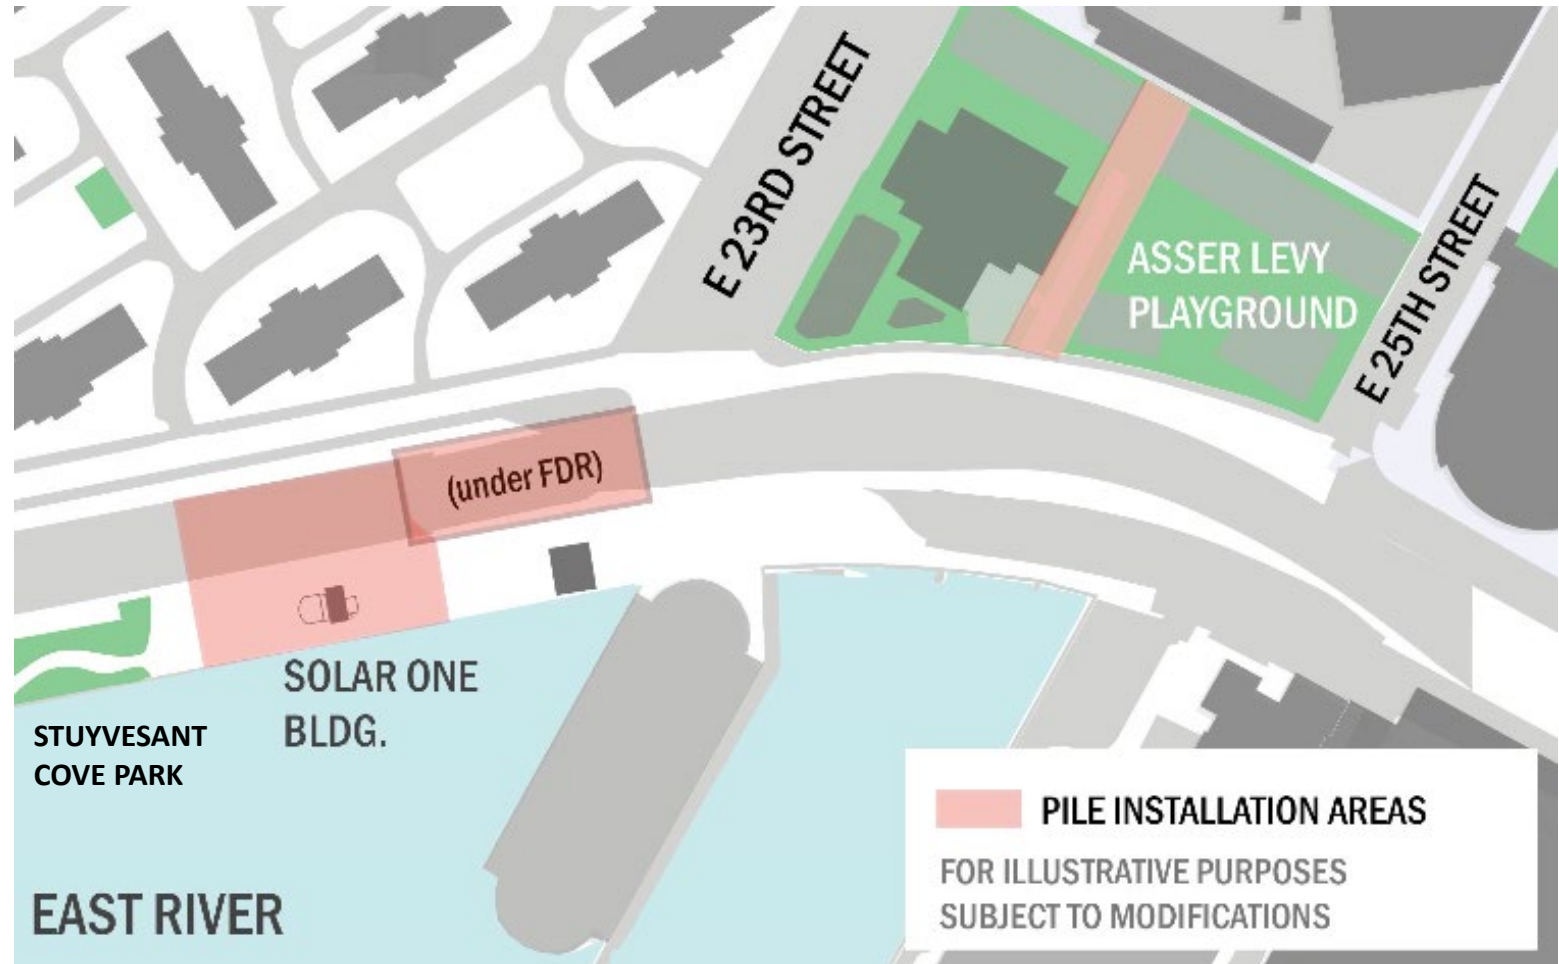 E 23RD STREET
ASSER LEVY
PLAYGROUND
E 25TH STREET
(under FDR)
SOLAR ONE
BLDG.
STUYVESANT
COVE PARK
EAST RIVER
PILE INSTALLATION AREAS
FOR ILLUSTRATIVE PURPOSES
SUBJECT TO MODIFICATIONS